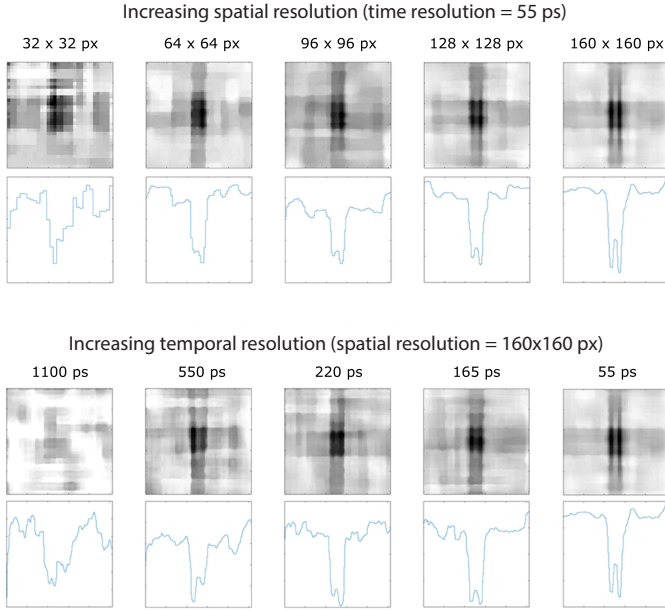 Increasing spatial resolution (time resolution = 55 ps)
32 x 32 px 64 x 64 px 96 x 96 px 128 x 128 px 160 x 160 px
Increasing temporal resolution (spatial resolution = 160x160 px)
1100 ps 550 ps 220 ps 165 ps 55 ps